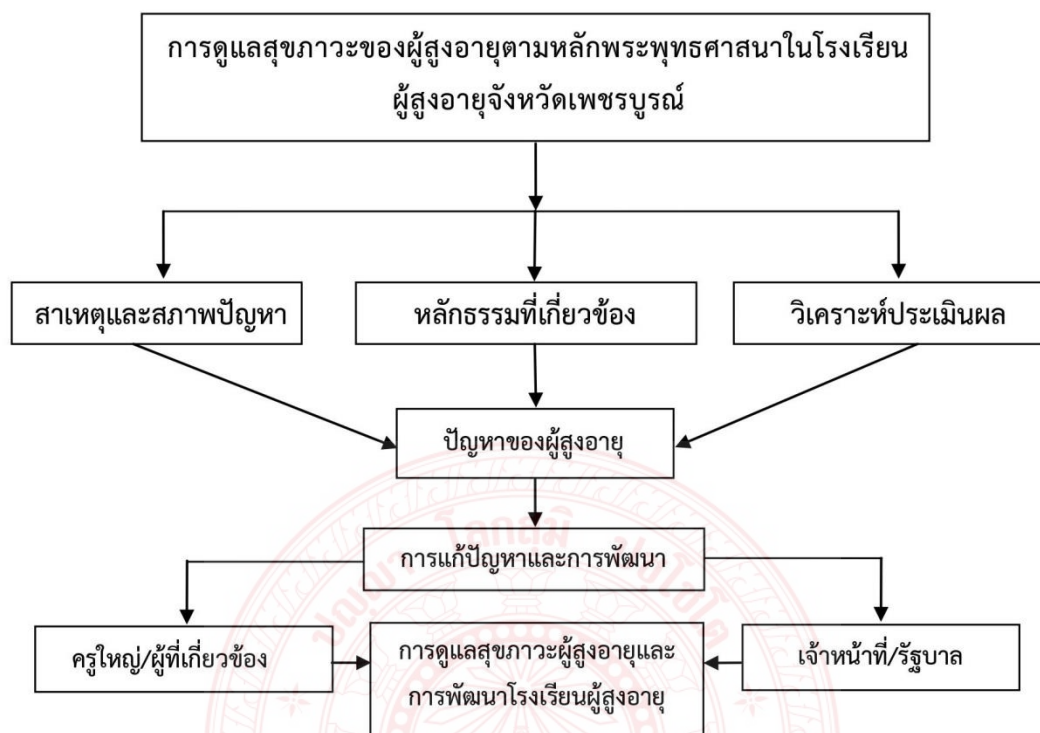 การดูแลสุขภาวะของผู้สูงอายุตามหลักพระพุทธศาสนาในโรงเรียน
ผู้สูงอายุจังหวัดเพชรบูรณ์
สาเหตุและสภาพปัญหา
หลักธรรมที่เกี่ยวข้อง
วิเคราะห์ประเมินผล
ปัญหาของผู้สูงอายุ
การแก้ปัญหาและการพัฒนา
ครูใหญ่/ผู้ที่เกี่ยวข้อง
การดูแลสุขภาวะผู้สูงอายุและ
การพัฒนาโรงเรียนผู้สูงอายุ
เจ้าหน้าที่/รัฐบาล